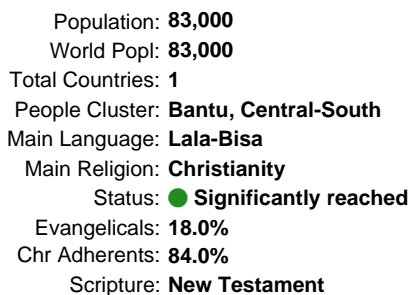 Population: 83,000
World Popl: 83,000
Total Countries: 1
People Cluster: Bantu, Central-South
Main Language: Lala-Bisa
Main Religion: Christianity
Status: Significantly reached
Evangelicals: 18.0%
Chr Adherents: 84.0%
Scripture: New Testament